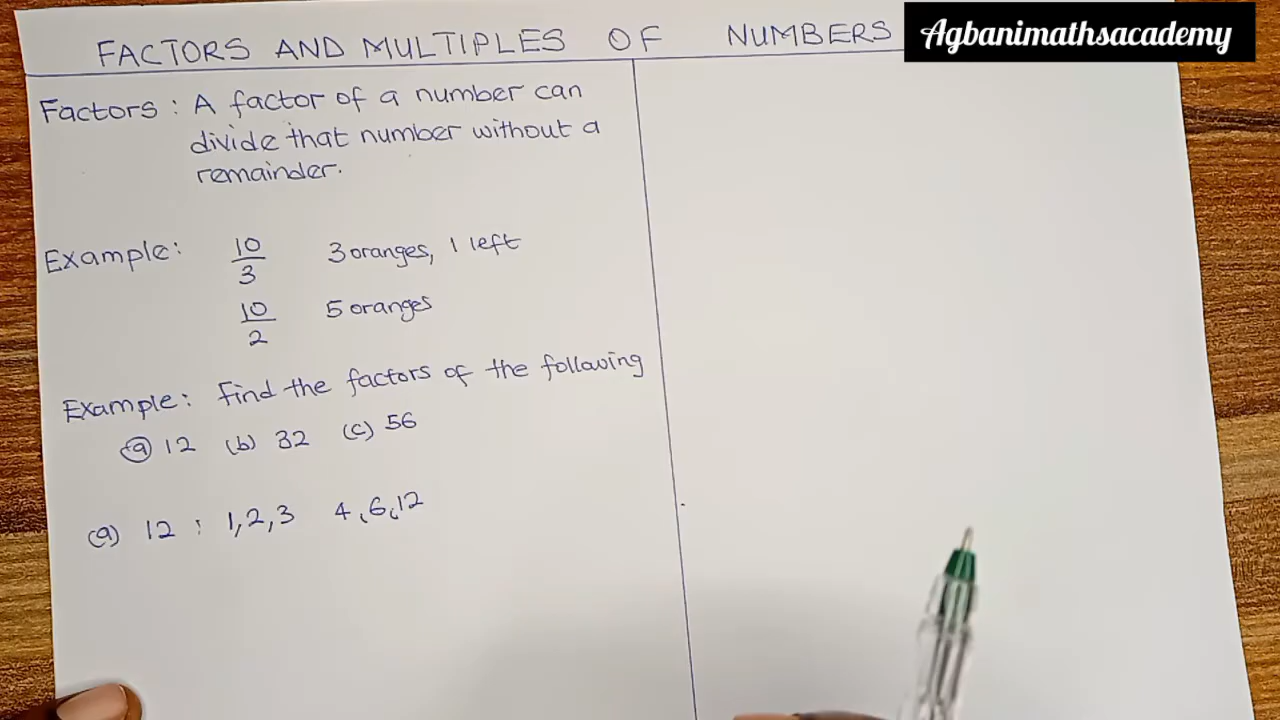 FACTORS AND MULTIPLES OF NUMBERS
Agbanimathsacademy
Factors: A factor of a number can
divide that number without a
remainder.
Example: 10/3 3 oranges, 1 left
10/2 5 oranges
Example: Find the factors of the following
(a) 12 (b) 32 (c) 56
(a) 12 : 1,2,3 4,6,12